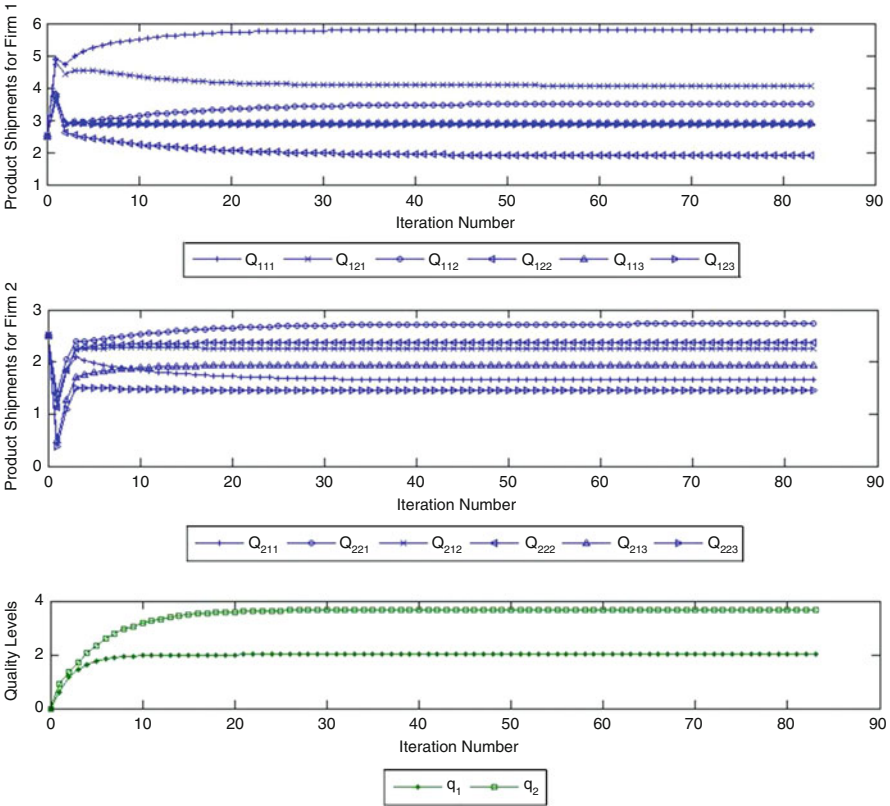 Product Shipments for Firm 1
6
5
4
3
2
1
0 10 20 30 40 50 60 70 80 90
Iteration Number
Q111 Q121 Q112 Q122 Q113 Q123
Product Shipments for Firm 2
3
2
1
0
0 10 20 30 40 50 60 70 80 90
Iteration Number
Q211 Q221 Q212 Q222 Q213 Q223
Quality Levels
4
2
0
0 10 20 30 40 50 60 70 80 90
Iteration Number
q1 q2